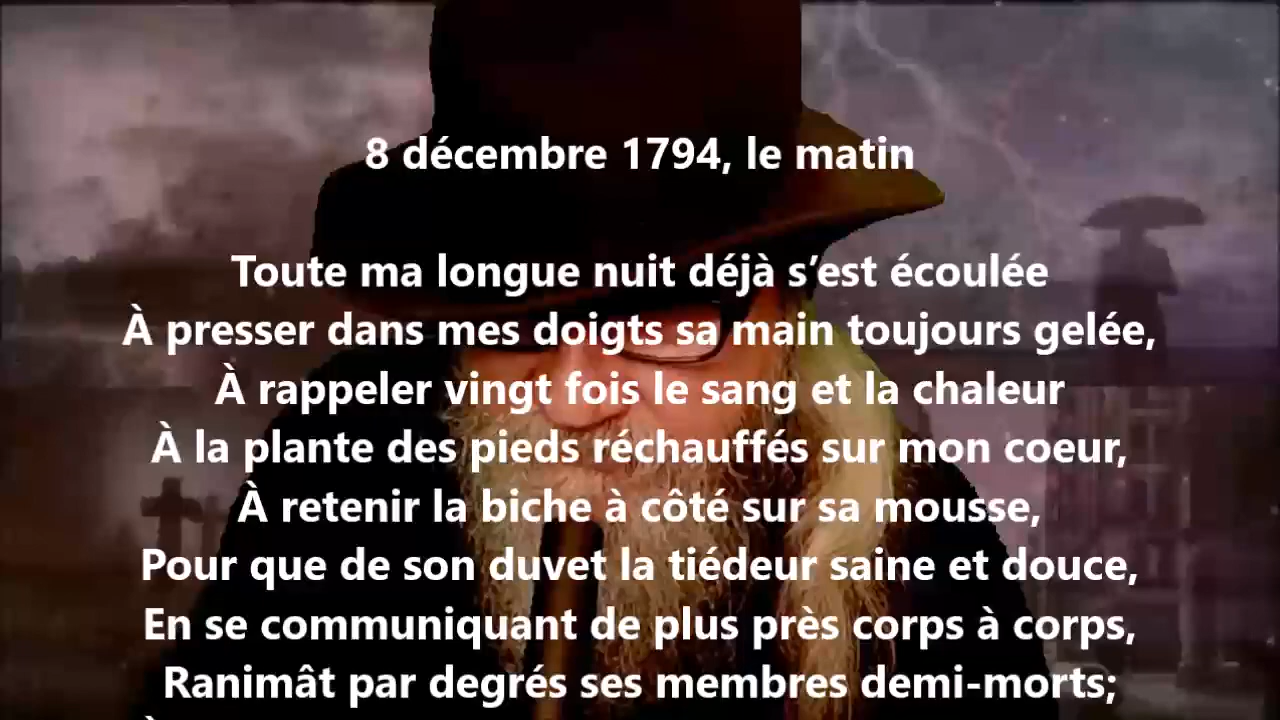 8 décembre 1794, le matin
Toute ma longue nuit déjà s’est écoulée
À presser dans mes doigts sa main toujours gelée,
À rappeler vingt fois le sang et la chaleur
À la plante des pieds réchauffés sur mon coeur,
À retenir la biche à côté sur sa mousse,
Pour que de son duvet la tiédeur saine et douce,
En se communiquant de plus près corps à corps,
Ranimât par degrés ses membres demi-morts;